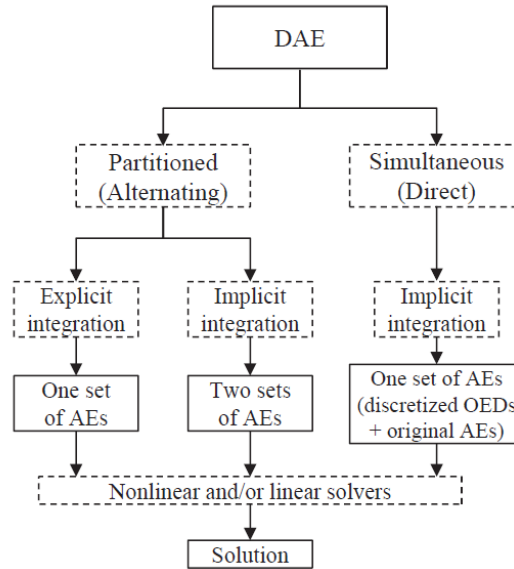 DAE
Partitioned
(Alternating)
Simultaneous
(Direct)
Explicit
integration
Implicit
integration
Implicit
integration
One set
of AEs
Two sets
of AEs
One set of AEs
(discretized OEDs
+ original AEs)
Nonlinear and/or linear solvers
Solution